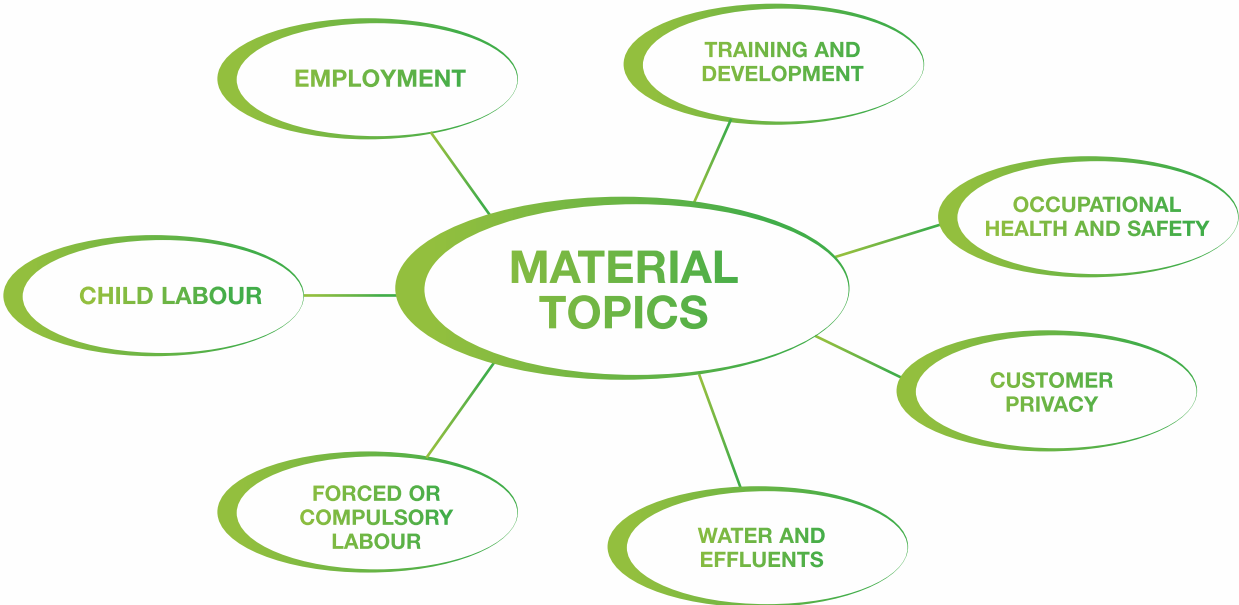 EMPLOYMENT
TRAINING AND
DEVELOPMENT
OCCUPATIONAL
HEALTH AND SAFETY
MATERIAL
TOPICS
CHILD LABOUR
CUSTOMER
PRIVACY
FORCED OR
COMPULSORY
LABOUR
WATER AND
EFFLUENTS